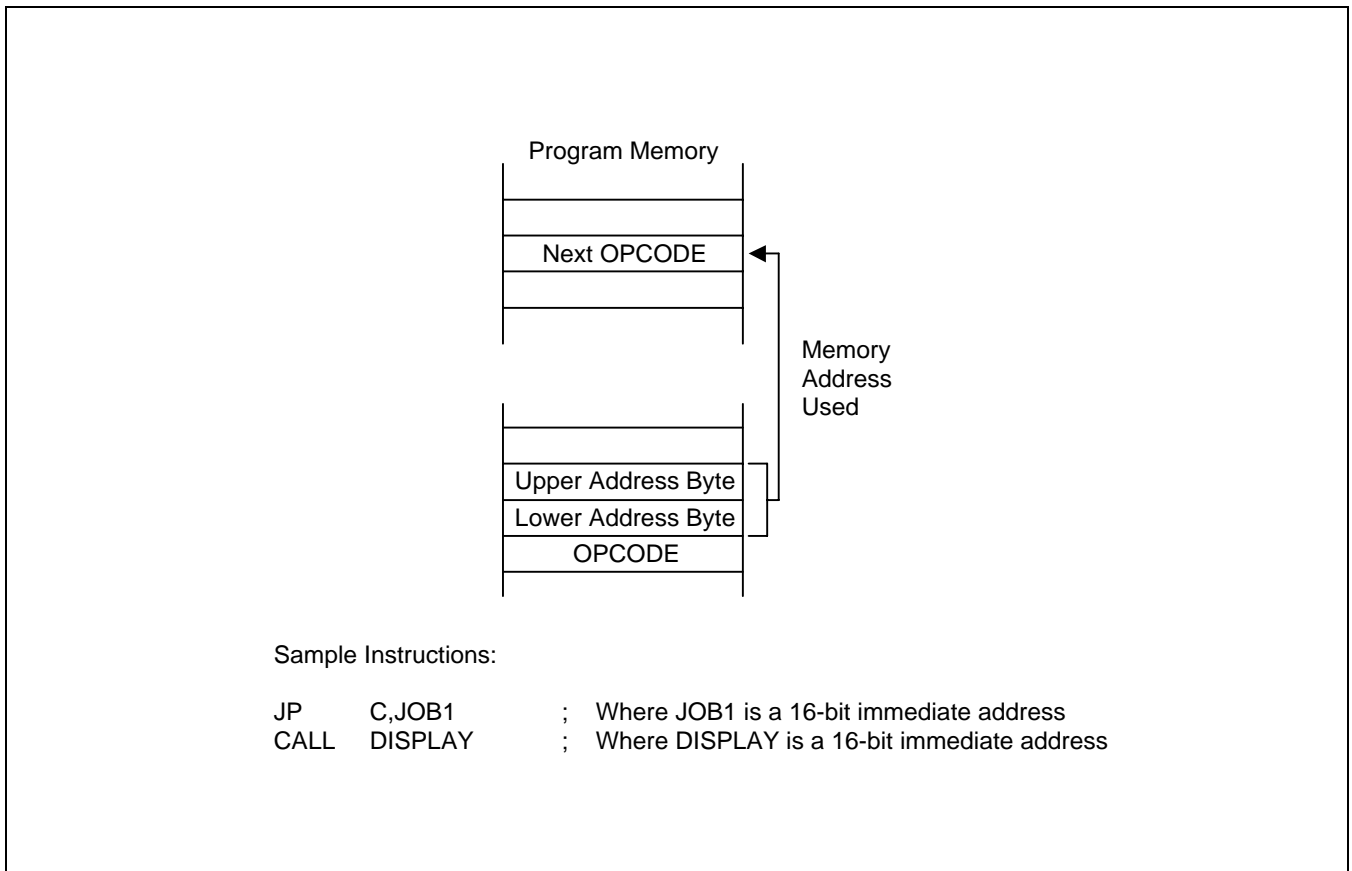 Program Memory
Next OPCODE
Memory
Address
Used
Upper Address Byte
Lower Address Byte
OPCODE
Sample Instructions:
JP C,JOB1 ; Where JOB1 is a 16-bit immediate address
CALL DISPLAY ; Where DISPLAY is a 16-bit immediate address